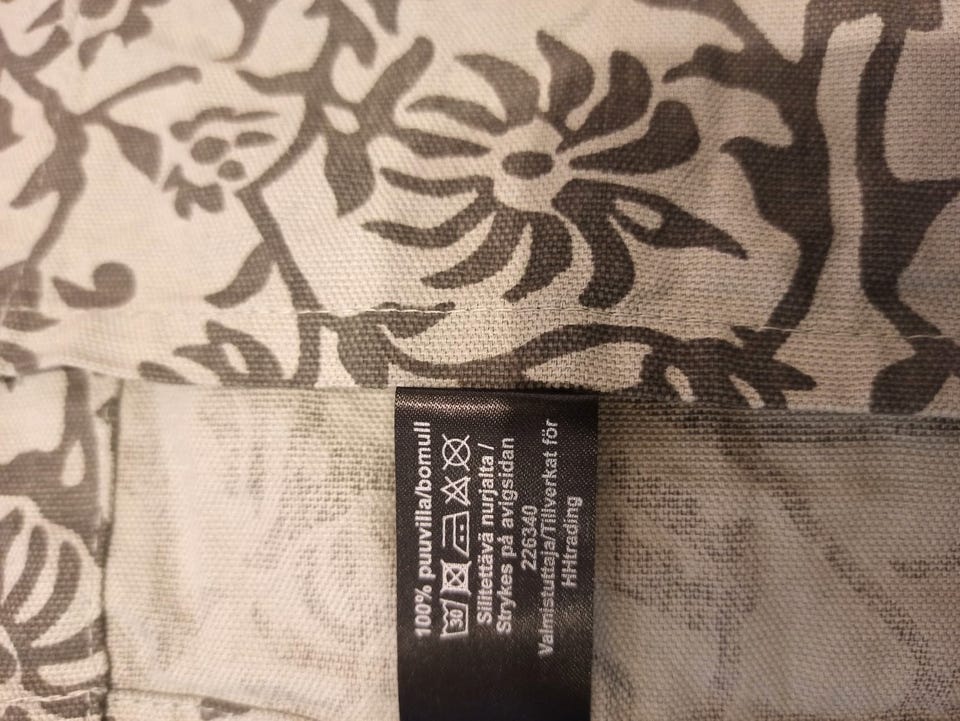 100% puuvilla/bomull
30
Silitettävä nurjalta /
Strykes på avigsidan
226340
Valmistuttaja/Tillverkat för
HHtrading